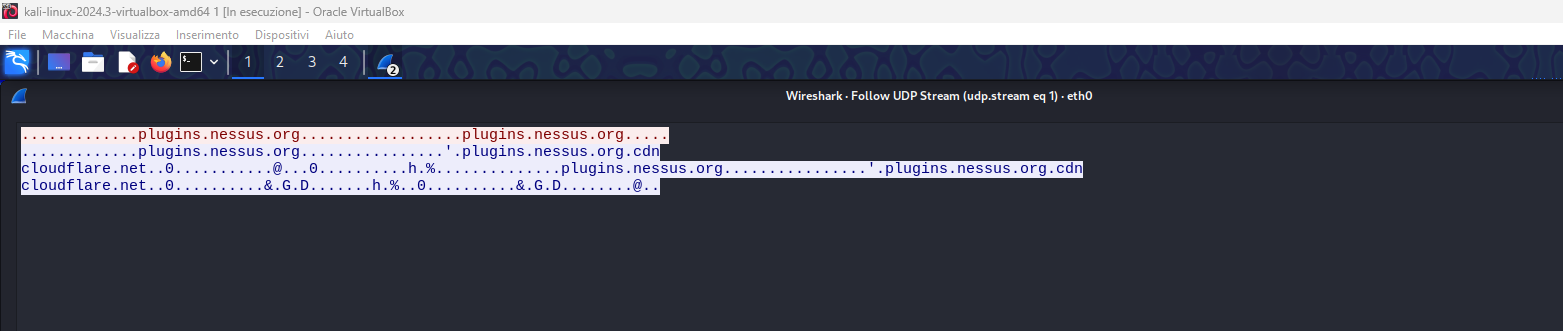 kali-linux-2024.3-virtualbox-amd64 1 [In esecuzione] - Oracle VirtualBox
File Macchina Visualizza Inserimento Dispositivi Aiuto
1 2 3 4 2
Wireshark · Follow UDP Stream (udp.stream eq 1) · eth0
.............plugins.nessus.org..................plugins.nessus.org.....
.............plugins.nessus.org................'.plugins.nessus.org.cdn
cloudflare.net..0...........@...0..........h.%..............plugins.nessus.org................'.plugins.nessus.org.cdn
cloudflare.net..0..........&.G.D.......h.%..0..........&.G.D........@..